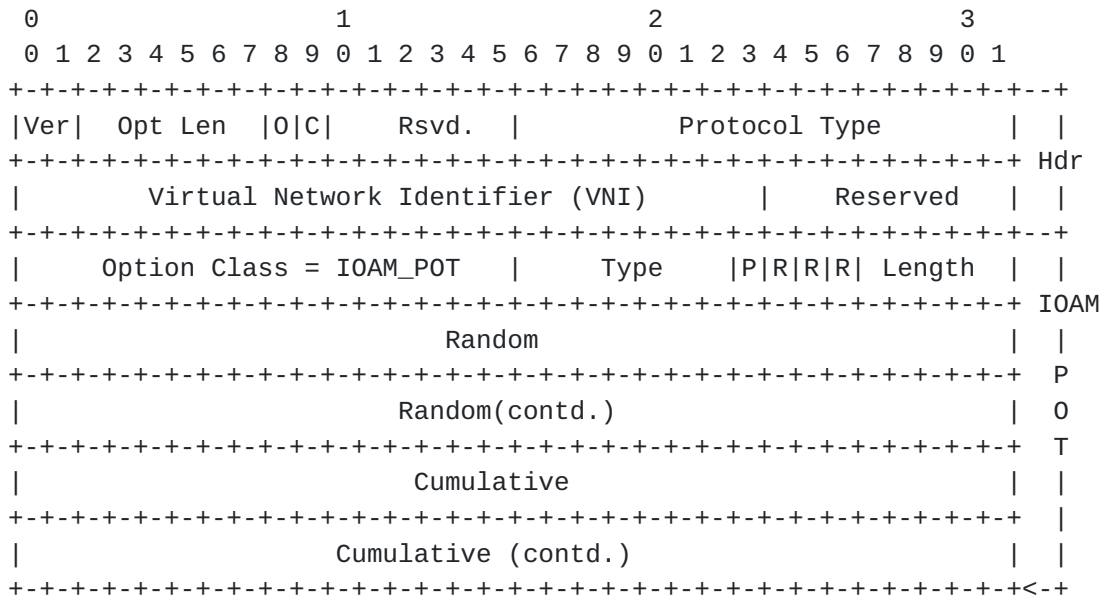 0                   1                   2                   3
 0 1 2 3 4 5 6 7 8 9 0 1 2 3 4 5 6 7 8 9 0 1 2 3 4 5 6 7 8 9 0 1
+-+-+-+-+-+-+-+-+-+-+-+-+-+-+-+-+-+-+-+-+-+-+-+-+-+-+-+-+-+-+-+-+--+
|Ver|  Opt Len  |O|C|    Rsvd.  |          Protocol Type        |  |
+-+-+-+-+-+-+-+-+-+-+-+-+-+-+-+-+-+-+-+-+-+-+-+-+-+-+-+-+-+-+-+-+ Hdr
|        Virtual Network Identifier (VNI)       |    Reserved   |  |
+-+-+-+-+-+-+-+-+-+-+-+-+-+-+-+-+-+-+-+-+-+-+-+-+-+-+-+-+-+-+-+-+--+
|     Option Class = IOAM_POT   |     Type    |P|R|R|R| Length  |  |
+-+-+-+-+-+-+-+-+-+-+-+-+-+-+-+-+-+-+-+-+-+-+-+-+-+-+-+-+-+-+-+-+ IOAM
|                           Random                              |  |
+-+-+-+-+-+-+-+-+-+-+-+-+-+-+-+-+-+-+-+-+-+-+-+-+-+-+-+-+-+-+-+-+  P
|                        Random(contd.)                         |  O
+-+-+-+-+-+-+-+-+-+-+-+-+-+-+-+-+-+-+-+-+-+-+-+-+-+-+-+-+-+-+-+-+  T
|                         Cumulative                            |  |
+-+-+-+-+-+-+-+-+-+-+-+-+-+-+-+-+-+-+-+-+-+-+-+-+-+-+-+-+-+-+-+-+  |
|                    Cumulative (contd.)                        |  |
+-+-+-+-+-+-+-+-+-+-+-+-+-+-+-+-+-+-+-+-+-+-+-+-+-+-+-+-+-+-+-+-+<-+